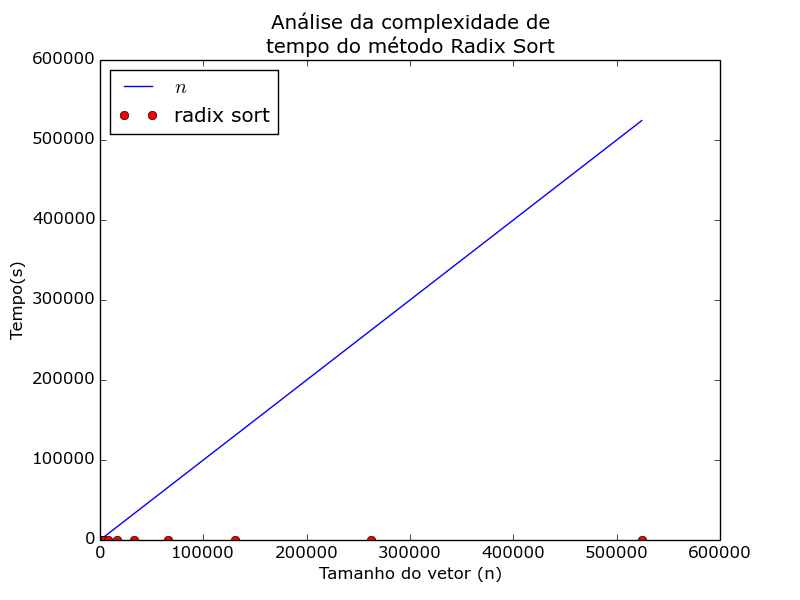 Análise da complexidade de
tempo do método Radix Sort
600000
500000
400000
300000
200000
100000
0
n
radix sort
Tempo(s)
0
100000
200000
300000
400000
500000
600000
Tamanho do vetor (n)